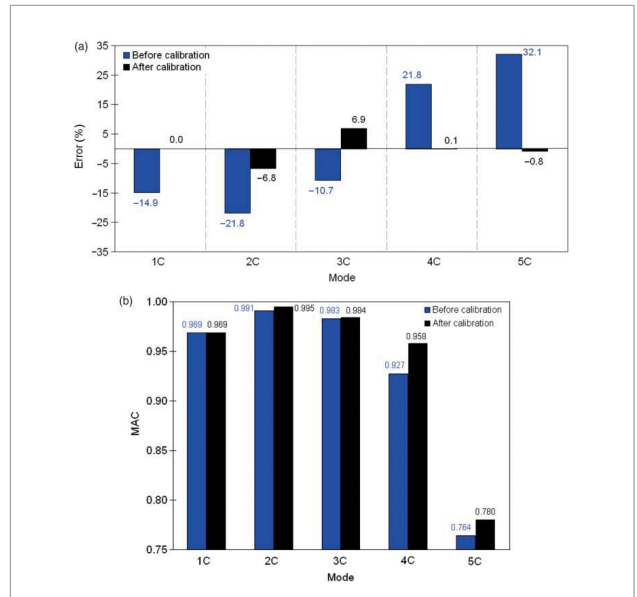 (a)
35
Before calibration
After calibration
32.1
25
21.8
15
6.9
5
0.0
0.1
−5
−0.8
−6.8
−10.7
−15
−14.9
−21.8
−25
−35
Error (%)
1C 2C 3C 4C 5C
Mode
(b)
1.00
Before calibration
After calibration
0.969 0.969
0.991 0.995
0.983 0.984
0.927 0.958
0.764 0.780
0.95
0.90
0.85
0.80
0.75
MAC
1C 2C 3C 4C 5C
Mode